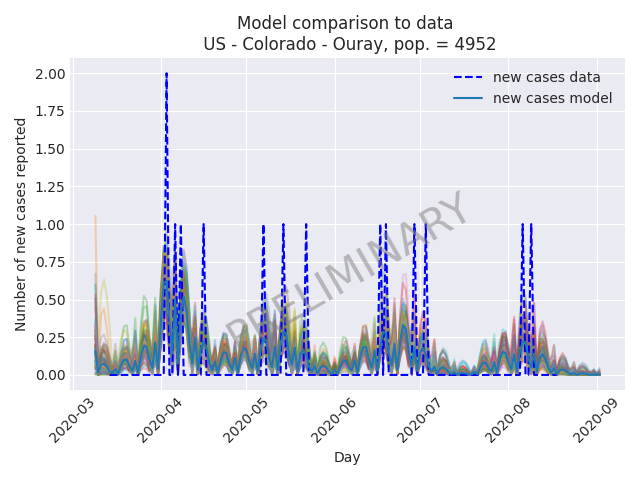 Model comparison to data
US - Colorado - Ouray, pop. = 4952
2.00
1.75
1.50
1.25
1.00
0.75
0.50
0.25
0.00
Number of new cases reported
new cases data
new cases model
PRELIMINARY
2020-03
2020-04
2020-05
2020-06
2020-07
2020-08
2020-09
Day